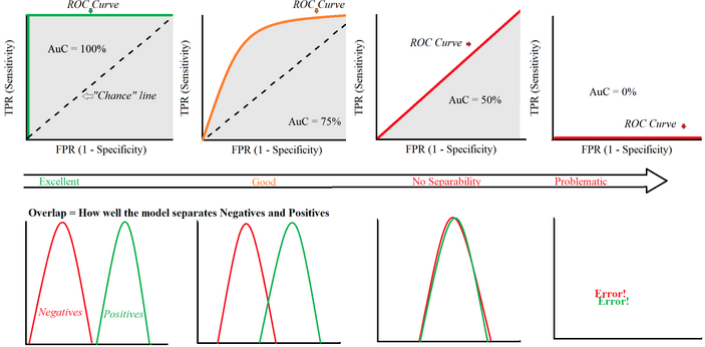 ROC Curve
AuC = 100%
"Chance" line
TPR (Sensitivity)
FPR (1 - Specificity)
ROC Curve
AuC = 75%
TPR (Sensitivity)
FPR (1 - Specificity)
ROC Curve
AuC = 50%
TPR (Sensitivity)
FPR (1 - Specificity)
AuC = 0%
ROC Curve
TPR (Sensitivity)
FPR (1 - Specificity)
Excellent
Good
No Separability
Problematic
Overlap = How well the model separates Negatives and Positives
Negatives
Positives
Error!
Error!